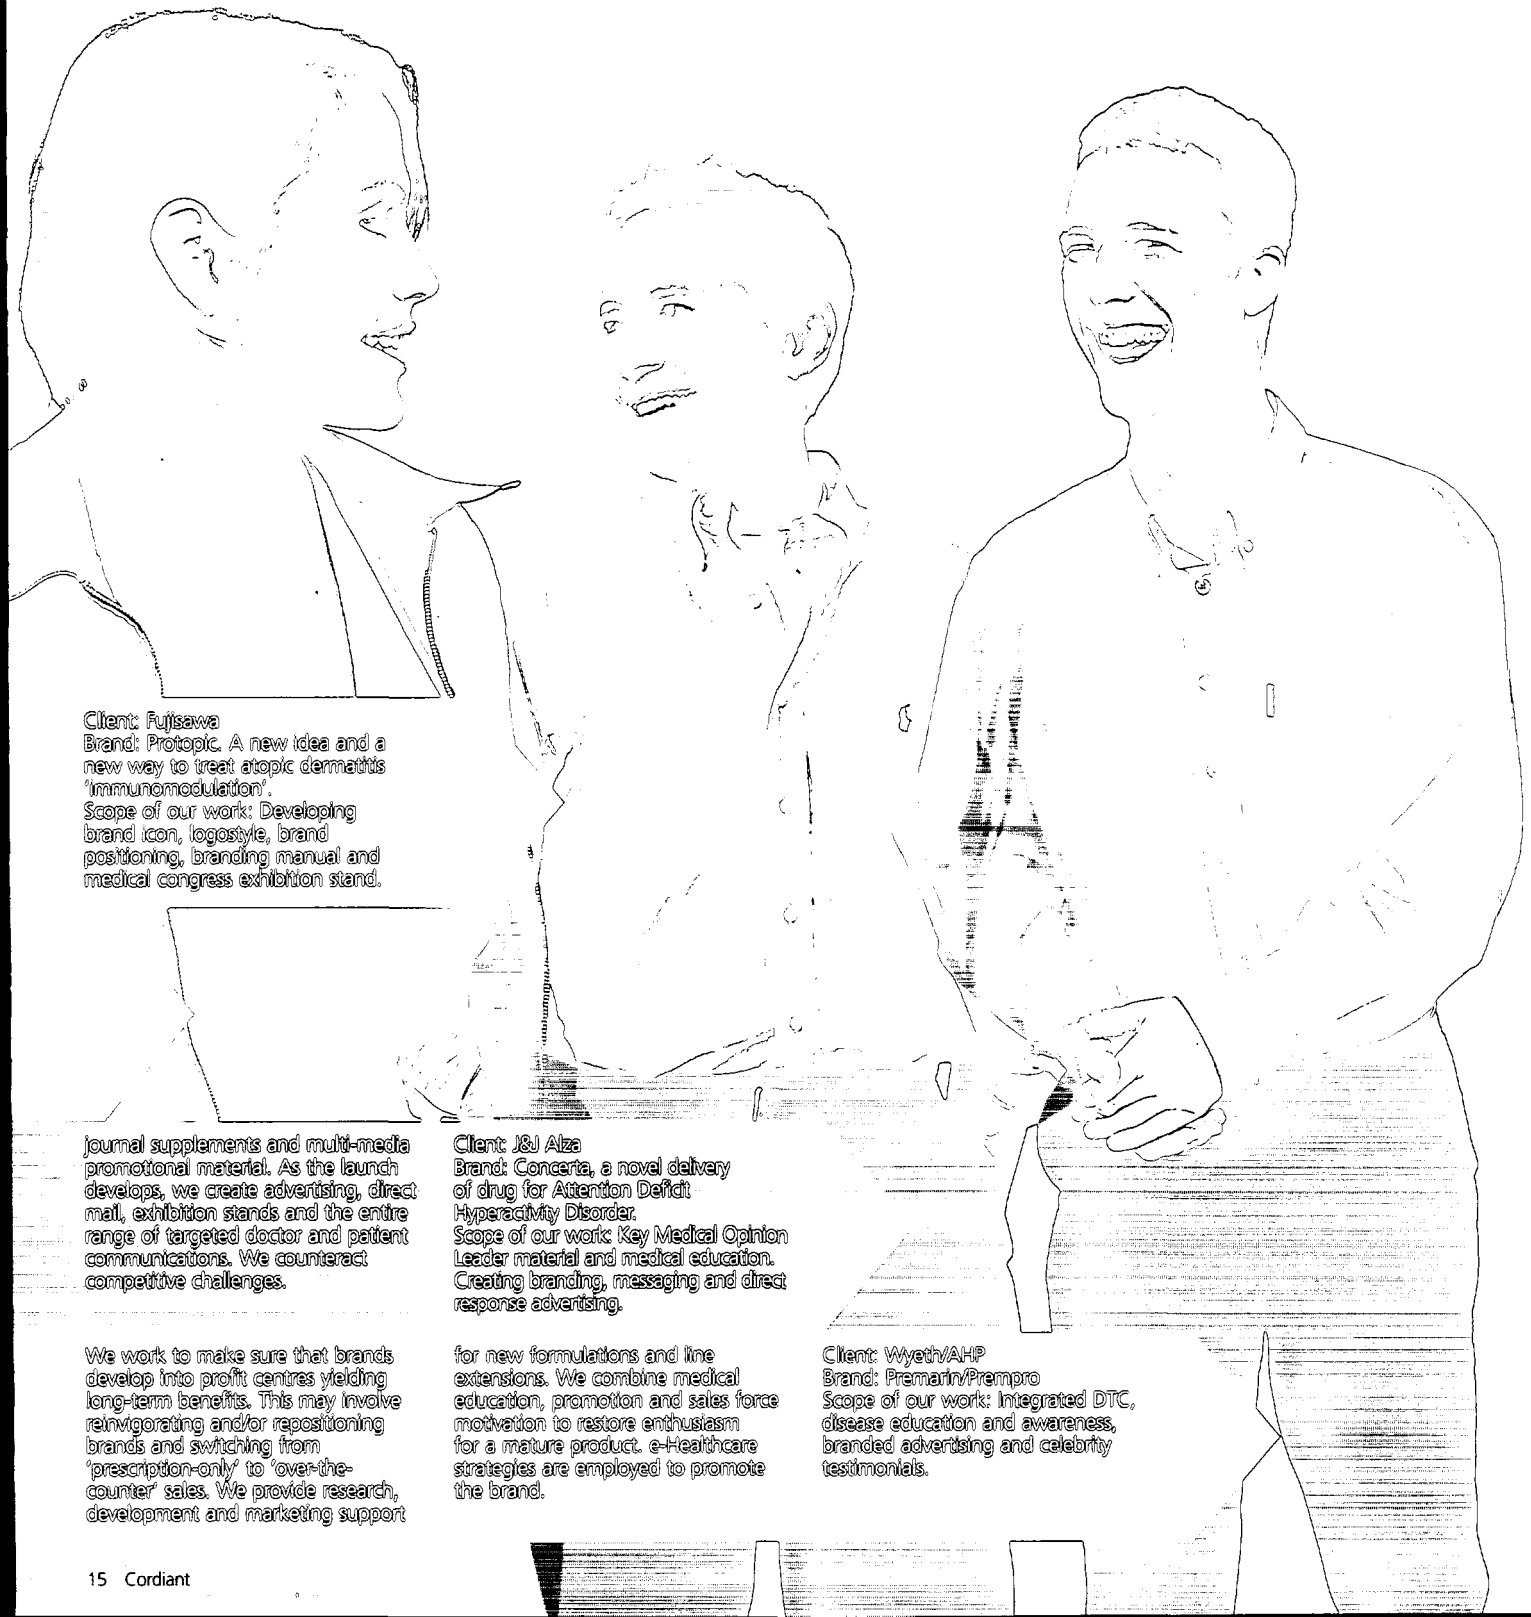 Client: Fujisawa
Brand: Protopic. A new idea and a
new way to treat atopic dermatitis
'immunomodulation'.
Scope of our work: Developing
brand icon, logostyle, brand
positioning, branding manual and
medical congress exhibition stand.
journal supplements and multi-media
promotional material. As the launch
develops, we create advertising, direct
mail, exhibition stands and the entire
range of targeted doctor and patient
communications. We counteract
competitive challenges.
Client: J&J Alza
Brand: Concerta, a novel delivery
of drug for Attention Deficit
Hyperactivity Disorder.
Scope of our work: Key Medical Opinion
Leader material and medical education.
Creating branding, messaging and direct
response advertising.
We work to make sure that brands
develop into profit centres yielding
long-term benefits. This may involve
reinvigorating and/or repositioning
brands and switching from
'prescription-only' to 'over-the-
counter' sales. We provide research,
development and marketing support
for new formulations and line
extensions. We combine medical
education, promotion and sales force
motivation to restore enthusiasm
for a mature product. e-Healthcare
strategies are employed to promote
the brand.
Client: Wyeth/AHP
Brand: Premarin/Prempro
Scope of our work: Integrated DTC,
disease education and awareness,
branded advertising and celebrity
testimonials.
15 Cordiant